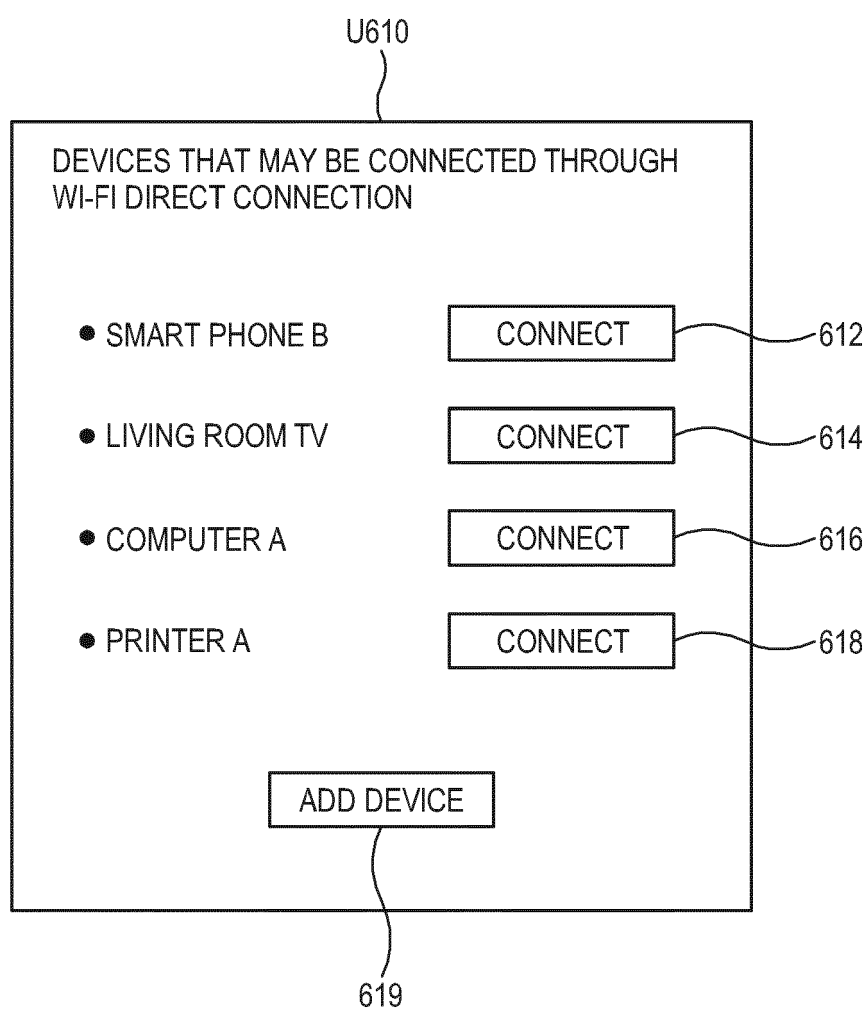 U610
DEVICES THAT MAY BE CONNECTED THROUGH
WI-FI DIRECT CONNECTION
● SMART PHONE B CONNECT 612
● LIVING ROOM TV CONNECT 614
● COMPUTER A CONNECT 616
● PRINTER A CONNECT 618
ADD DEVICE
619